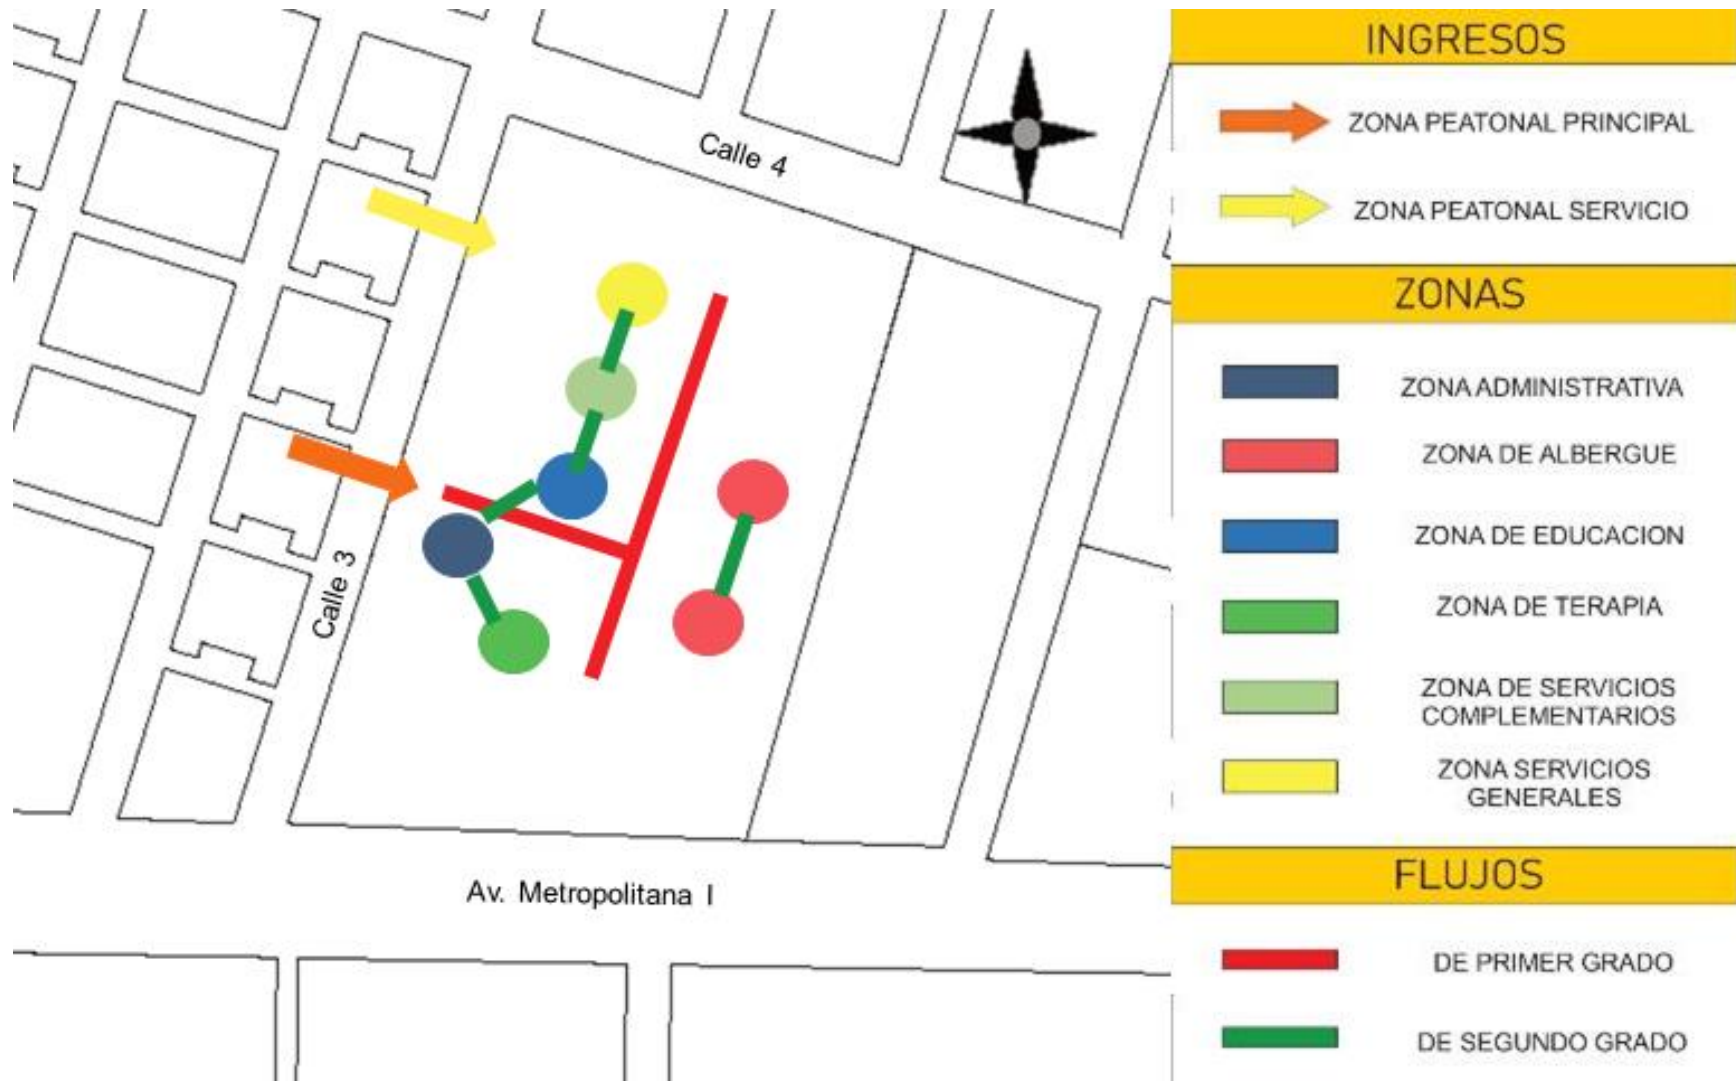 Calle 4
Calle 3
Av. Metropolitana I
INGRESOS
ZONA PEATONAL PRINCIPAL
ZONA PEATONAL SERVICIO
ZONAS
ZONA ADMINISTRATIVA
ZONA DE ALBERGUE
ZONA DE EDUCACION
ZONA DE TERAPIA
ZONA DE SERVICIOS
COMPLEMENTARIOS
ZONA SERVICIOS
GENERALES
FLUJOS
DE PRIMER GRADO
DE SEGUNDO GRADO